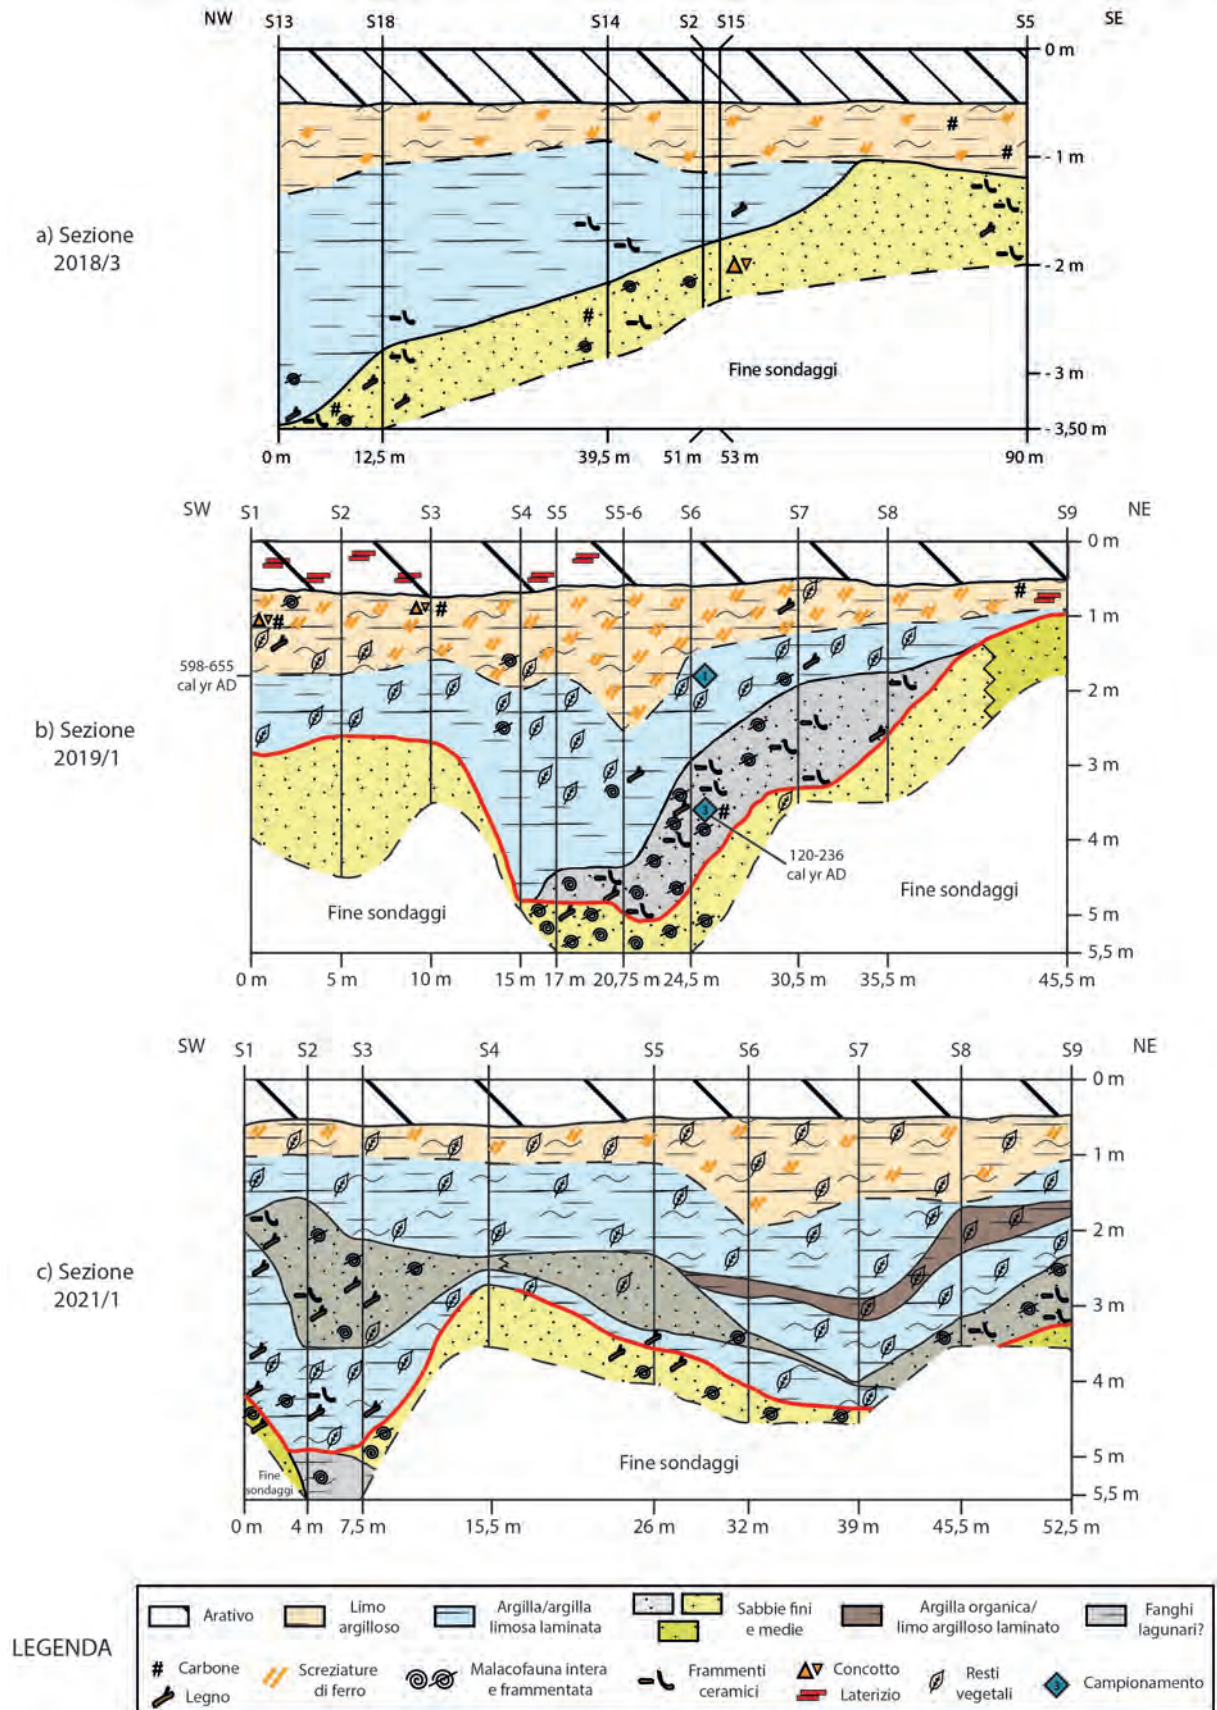 NW S13 S18 S14 S2 S15 S5 SE
0 m
- 1 m
a) Sezione
2018/3
- 2 m
Fine sondaggi
- 3 m
- 3,50 m
0 m 12,5 m 39,5 m 51 m 53 m 90 m
SW S1 S2 S3 S4 S5 S5-6 S6 S7 S8 S9 NE
0 m
1 m
598-655
cal yr AD
1
2 m
b) Sezione
2019/1
3 m
3
4 m
120-236
cal yr AD
Fine sondaggi
Fine sondaggi
5 m
5,5 m
0 m 5 m 10 m 15 m 17 m 20,75 m 24,5 m 30,5 m 35,5 m 45,5 m
SW S1 S2 S3 S4 S5 S6 S7 S8 S9 NE
0 m
1 m
2 m
c) Sezione
2021/1
3 m
4 m
Fine sondaggi
5 m
Fine
sondaggi
5,5 m
0 m 4 m 7,5 m 15,5 m 26 m 32 m 39 m 45,5 m 52,5 m
LEGENDA
Arativo
Limo
argilloso
Argilla/argilla
limosa laminata
Sabbie fini
e medie
Argilla organica/
limo argilloso laminato
Fanghi
lagunari?
# Carbone
Legno
Screziature
di ferro
Malacofauna intera
e frammentata
Frammenti
ceramici
Concotto
Laterizio
Resti
vegetali
3 Campionamento